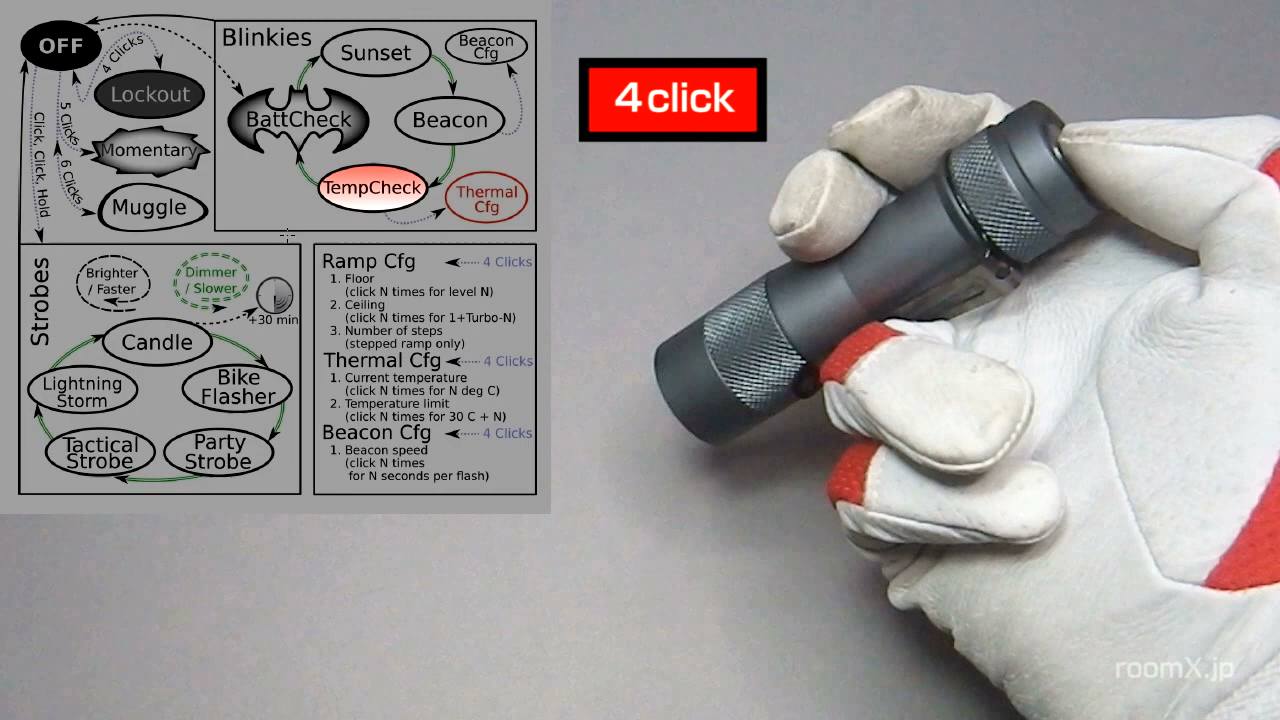 OFF
4 Clicks
Lockout
5 Clicks
Momentary
6 Clicks
Muggle
Click, Click, Hold
Blinkies
Sunset
Beacon
Cfg
BattCheck
Beacon
TempCheck
Thermal
Cfg
Strobes
Brighter
/ Faster
Dimmer
/ Slower
+30 min
Candle
Lightning
Storm
Bike
Flasher
Tactical
Strobe
Party
Strobe
Ramp Cfg 4 Clicks
1. Floor
(click N times for level N)
2. Ceiling
(click N times for 1+Turbo-N)
3. Number of steps
(stepped ramp only)
Thermal Cfg 4 Clicks
1. Current temperature
(click N times for N deg C)
2. Temperature limit
(click N times for 30 C + N)
Beacon Cfg 4 Clicks
1. Beacon speed
(click N times
for N seconds per flash)
4 click
roomX.jp